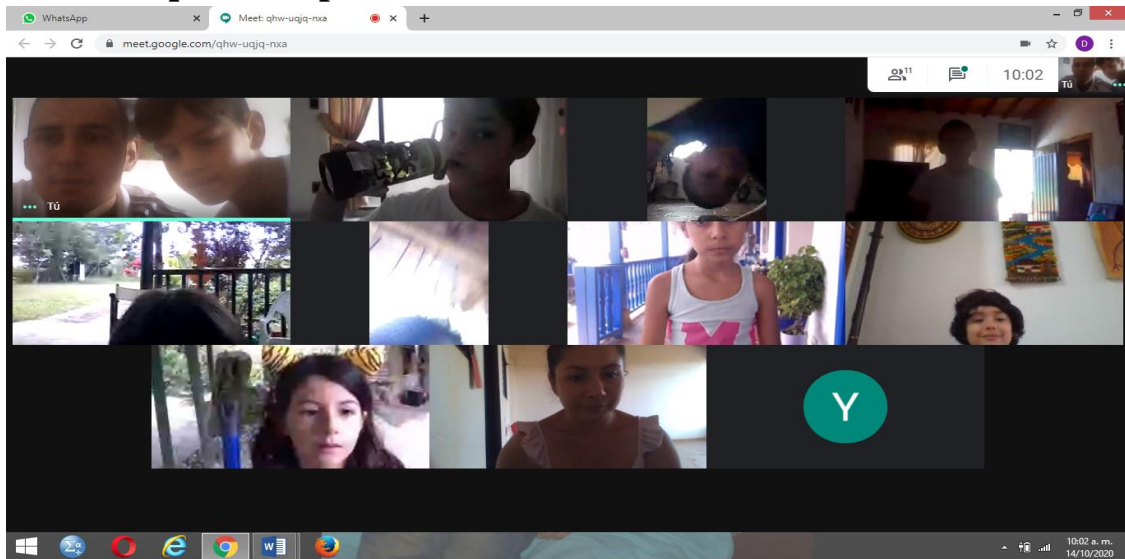 WhatsApp
Meet: qhw-uqjq-nxa
meet.google.com/qhw-uqjq-nxa
D
11
10:02
Tú
Tú
M
Y
W
10:02 a. m.
14/10/2020